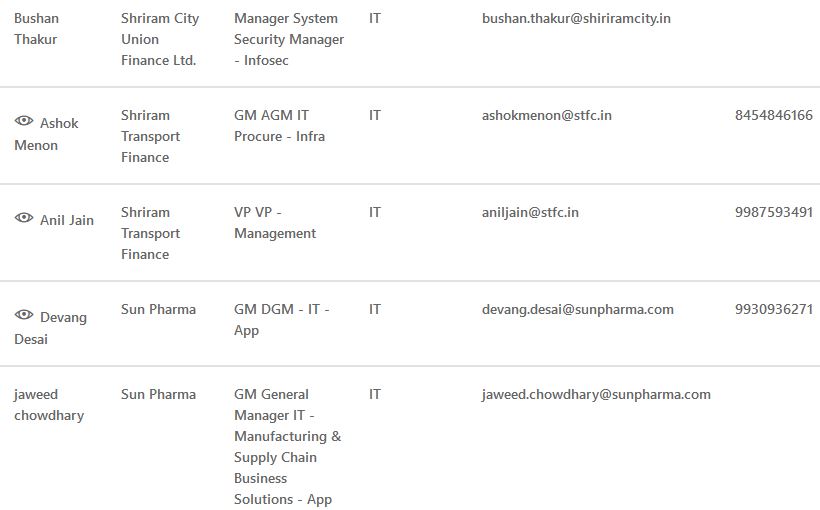 Bushan Thakur
Shriram City Union Finance Ltd.
Manager System Security Manager - Infosec
IT
bushan.thakur@shiriramcity.in
Ashok Menon
Shriram Transport Finance
GM AGM IT Procure - Infra
IT
ashokmenon@stfc.in
8454846166
Anil Jain
Shriram Transport Finance
VP VP - Management
IT
aniljain@stfc.in
9987593491
Devang Desai
Sun Pharma
GM DGM - IT - App
IT
devang.desai@sunpharma.com
9930936271
jaweed chowdhary
Sun Pharma
GM General Manager IT - Manufacturing & Supply Chain Business Solutions - App
IT
jaweed.chowdhary@sunpharma.com